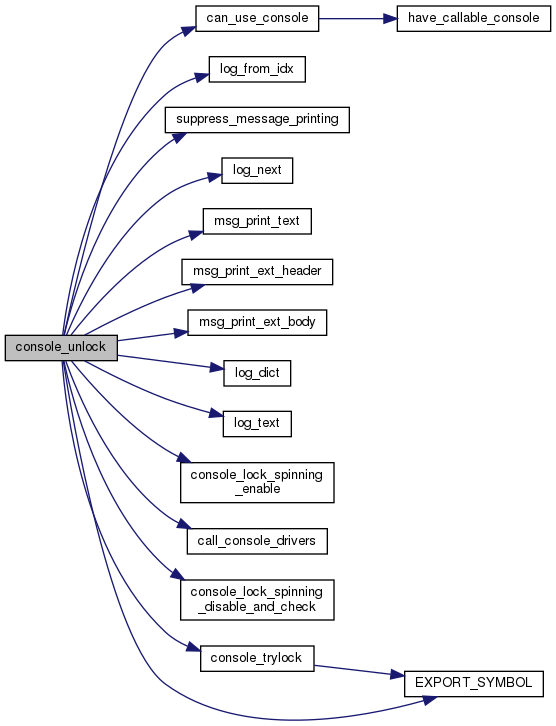 can_use_console
have_callable_console
log_from_idx
suppress_message_printing
log_next
msg_print_text
msg_print_ext_header
msg_print_ext_body
console_unlock
log_dict
log_text
console_lock_spinning
_enable
call_console_drivers
console_lock_spinning
_disable_and_check
console_trylock
EXPORT_SYMBOL